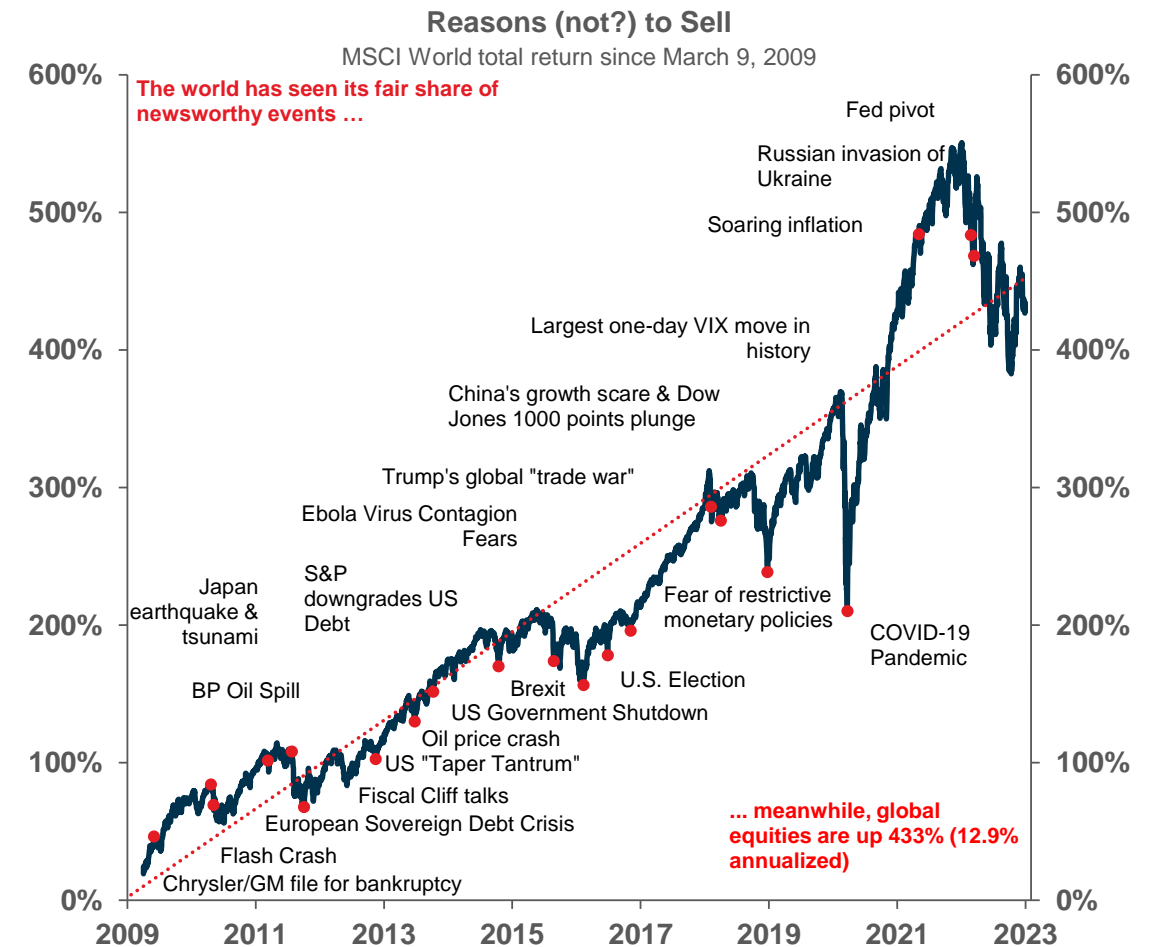 Reasons (not?) to Sell
MSCI World total return since March 9, 2009
600%
600%
The world has seen its fair share of
newsworthy events …
Fed pivot
Russian invasion of
Ukraine
500%
500%
Soaring inflation
400%
400%
Largest one-day VIX move in
history
China's growth scare & Dow
Jones 1000 points plunge
300%
300%
Trump's global "trade war"
Ebola Virus Contagion
Fears
Japan
earthquake &
tsunami
S&P
downgrades US
Debt
Fear of restrictive
monetary policies
200%
200%
COVID-19
Pandemic
BP Oil Spill
Brexit
U.S. Election
US Government Shutdown
Oil price crash
US "Taper Tantrum"
100%
100%
Fiscal Cliff talks
European Sovereign Debt Crisis
Flash Crash
Chrysler/GM file for bankruptcy
... meanwhile, global
equities are up 433% (12.9%
annualized)
0%
0%
2009
2011
2013
2015
2017
2019
2021
2023